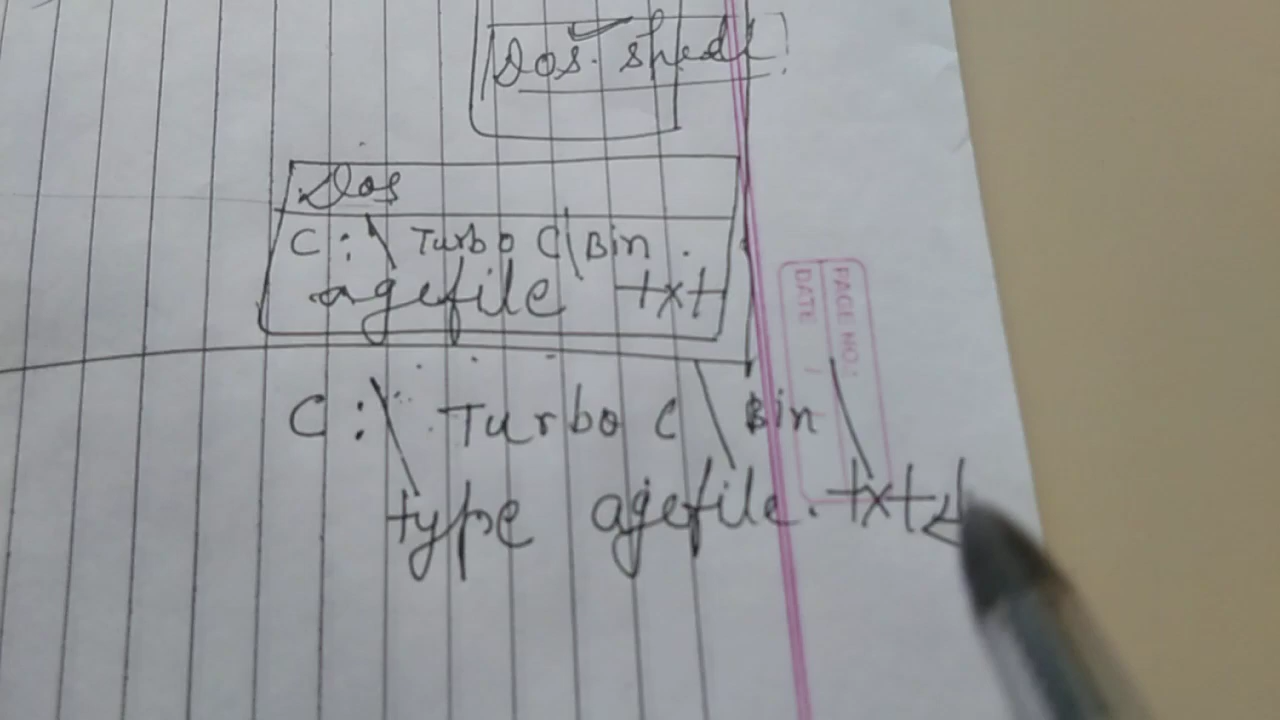 Dos. shell
Dos
C:\ Turbo C\Bin .
agefile txt
C:\ Turbo C \ Bin \
type agefile.txt
PAGE NO.:
DATE